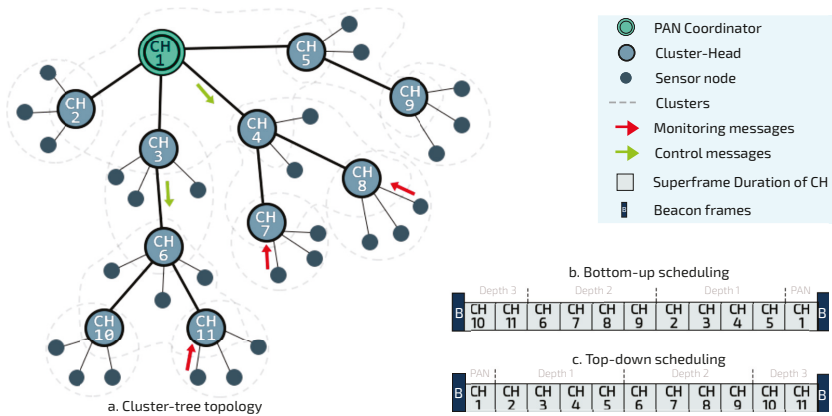 CH
1
CH
5
CH
2
CH
9
CH
4
CH
3
CH
8
CH
7
CH
6
CH
10
CH
11
a. Cluster-tree topology
PAN Coordinator
Cluster-Head
Sensor node
Clusters
Monitoring messages
Control messages
Superframe Duration of CH
B Beacon frames
b. Bottom-up scheduling
Depth 3 Depth 2 Depth 1 PAN
B CH CH CH CH CH CH CH CH CH CH CH B
10 11 6 7 8 9 2 3 4 5 1
c. Top-down scheduling
PAN Depth 1 Depth 2 Depth 3
B CH CH CH CH CH CH CH CH CH CH CH B
1 2 3 4 5 6 7 8 9 10 11